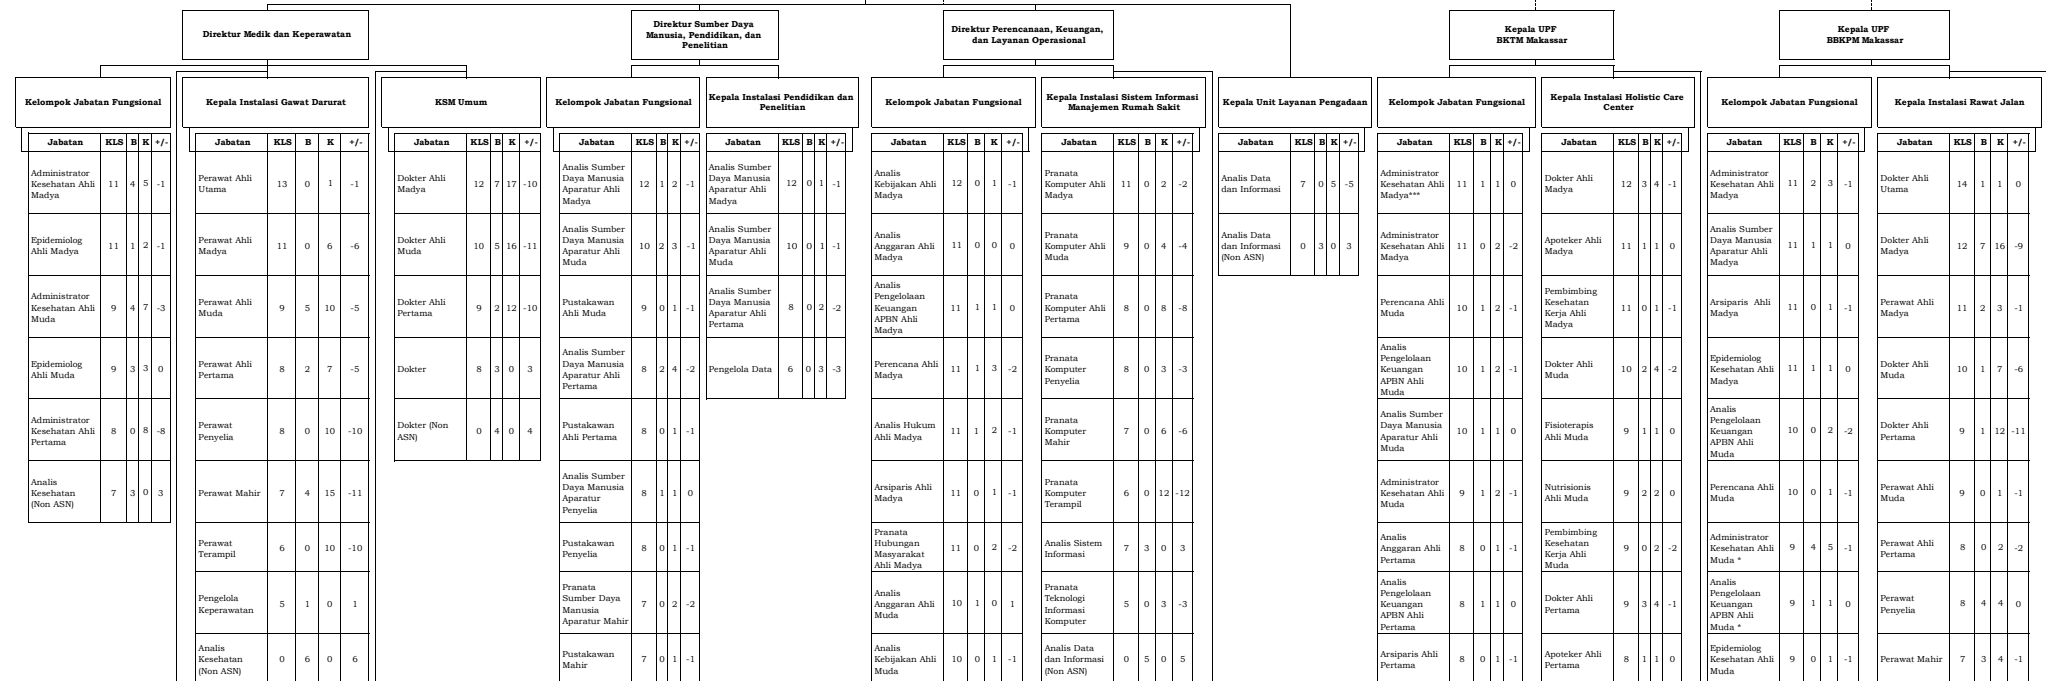 Direktur Medik dan Keperawatan
Direktur Sumber Daya
Manusia, Pendidikan, dan
Penelitian
Direktur Perencanaan, Keuangan,
dan Layanan Operasional
Kepala UPF
BKTM Makassar
Kepala UPF
BBKPM Makassar
Kelompok Jabatan Fungsional
Jabatan KLS B K +/-
Administrator
Kesehatan Ahli
Madya
11 4 5 -1
Epidemiolog
Ahli Madya
11 1 2 -1
Administrator
Kesehatan Ahli
Muda
9 4 7 -3
Epidemiolog
Ahli Muda
9 3 3 0
Administrator
Kesehatan Ahli
Pertama
8 0 8 -8
Analis
Kesehatan
(Non ASN)
7 3 0 3
Kepala Instalasi Gawat Darurat
Jabatan KLS B K +/-
Perawat Ahli
Utama
13 0 1 -1
Perawat Ahli
Madya
11 0 6 -6
Perawat Ahli
Muda
9 5 10 -5
Perawat Ahli
Pertama
8 2 7 -5
Perawat
Penyelia
8 0 10 -10
Perawat Mahir 7 4 15 -11
Perawat
Terampil
6 0 10 -10
Pengelola
Keperawatan
5 1 0 1
Analis
Kesehatan
(Non ASN)
0 6 0 6
KSM Umum
Jabatan KLS B K +/-
Dokter Ahli
Madya
12 7 17 -10
Dokter Ahli
Muda
10 5 16 -11
Dokter Ahli
Pertama
9 2 12 -10
Dokter 8 3 0 3
Dokter (Non
ASN)
0 4 0 4
Kelompok Jabatan Fungsional
Jabatan KLS B K +/-
Analis Sumber
Daya Manusia
Aparatur Ahli
Madya
12 1 2 -1
Analis Sumber
Daya Manusia
Aparatur Ahli
Muda
10 2 3 -1
Pustakawan
Ahli Muda
9 0 1 -1
Analis Sumber
Daya Manusia
Aparatur Ahli
Pertama
8 2 4 -2
Pustakawan
Ahli Pertama
8 0 1 -1
Analis Sumber
Daya Manusia
Aparatur
Penyelia
8 1 1 0
Pustakawan
Penyelia
8 0 1 -1
Pranata
Sumber Daya
Manusia
Aparatur Mahir
7 0 2 -2
Pustakawan
Mahir
7 0 1 -1
Kepala Instalasi Pendidikan dan
Penelitian
Jabatan KLS B K +/-
Analis Sumber
Daya Manusia
Aparatur Ahli
Madya
12 0 1 -1
Analis Sumber
Daya Manusia
Aparatur Ahli
Muda
10 0 1 -1
Analis Sumber
Daya Manusia
Aparatur Ahli
Pertama
8 0 2 -2
Pengelola Data 6 0 3 -3
Kelompok Jabatan Fungsional
Jabatan KLS B K +/-
Analis
Kebijakan Ahli
Madya
12 0 1 -1
Analis
Anggaran Ahli
Madya
11 0 0 0
Analis
Pengelolaan
Keuangan
APBN Ahli
Madya
11 1 1 0
Perencana Ahli
Madya
11 1 3 -2
Analis Hukum
Ahli Madya
11 1 2 -1
Arsiparis Ahli
Madya
11 0 1 -1
Pranata
Hubungan
Masyarakat
Ahli Madya
11 0 2 -2
Analis
Anggaran Ahli
Muda
10 1 0 1
Analis
Kebijakan Ahli
Muda
10 0 1 -1
Kepala Instalasi Sistem Informasi
Manajemen Rumah Sakit
Jabatan KLS B K +/-
Pranata
Komputer Ahli
Madya
11 0 2 -2
Pranata
Komputer Ahli
Muda
9 0 4 -4
Pranata
Komputer Ahli
Pertama
8 0 8 -8
Pranata
Komputer
Penyelia
8 0 3 -3
Pranata
Komputer
Mahir
7 0 6 -6
Pranata
Komputer
Terampil
6 0 12 -12
Analis Sistem
Informasi
7 3 0 3
Pranata
Teknologi
Informasi
Komputer
5 0 3 -3
Analis Data
dan Informasi
(Non ASN)
0 5 0 5
Kepala Unit Layanan Pengadaan
Jabatan KLS B K +/-
Analis Data
dan Informasi
7 0 5 -5
Analis Data
dan Informasi
(Non ASN)
0 3 0 3
Kelompok Jabatan Fungsional
Jabatan KLS B K +/-
Administrator
Kesehatan Ahli
Madya***
11 1 1 0
Administrator
Kesehatan Ahli
Madya
11 0 2 -2
Perencana Ahli
Muda
10 1 2 -1
Analis
Pengelolaan
Keuangan
APBN Ahli
Muda
10 1 2 -1
Analis Sumber
Daya Manusia
Aparatur Ahli
Muda
10 1 1 0
Administrator
Kesehatan Ahli
Muda
9 1 2 -1
Analis
Anggaran Ahli
Pertama
8 0 1 -1
Analis
Pengelolaan
Keuangan
APBN Ahli
Pertama
8 1 1 0
Arsiparis Ahli
Pertama
8 0 1 -1
Kepala Instalasi Holistic Care
Center
Jabatan KLS B K +/-
Dokter Ahli
Madya
12 3 4 -1
Apoteker Ahli
Madya
11 1 1 0
Pembimbing
Kesehatan
Kerja Ahli
Madya
11 0 1 -1
Dokter Ahli
Muda
10 2 4 -2
Fisioterapis
Ahli Muda
9 1 1 0
Nutrisionis
Ahli Muda
9 2 2 0
Pembimbing
Kesehatan
Kerja Ahli
Muda
9 0 2 -2
Dokter Ahli
Pertama
9 3 4 -1
Apoteker Ahli
Pertama
8 1 1 0
Kelompok Jabatan Fungsional
Jabatan KLS B K +/-
Administrator
Kesehatan Ahli
Madya
11 2 3 -1
Analis Sumber
Daya Manusia
Aparatur Ahli
Madya
11 1 1 0
Arsiparis Ahli
Madya
11 0 1 -1
Epidemiolog
Kesehatan Ahli
Madya
11 1 1 0
Analis
Pengelolaan
Keuangan
APBN Ahli
Muda
10 0 2 -2
Perencana Ahli
Muda
10 0 1 -1
Administrator
Kesehatan Ahli
Muda *
9 4 5 -1
Analis
Pengelolaan
Keuangan
APBN Ahli
Muda *
9 1 1 0
Epidemiolog
Kesehatan Ahli
Muda
9 0 1 -1
Kepala Instalasi Rawat Jalan
Jabatan KLS B K +/-
Dokter Ahli
Utama
14 1 1 0
Dokter Ahli
Madya
12 7 16 -9
Perawat Ahli
Madya
11 2 3 -1
Dokter Ahli
Muda
10 1 7 -6
Dokter Ahli
Pertama
9 1 12 -11
Perawat Ahli
Muda
9 0 1 -1
Perawat Ahli
Pertama
8 0 2 -2
Perawat
Penyelia
8 4 4 0
Perawat Mahir 7 3 4 -1